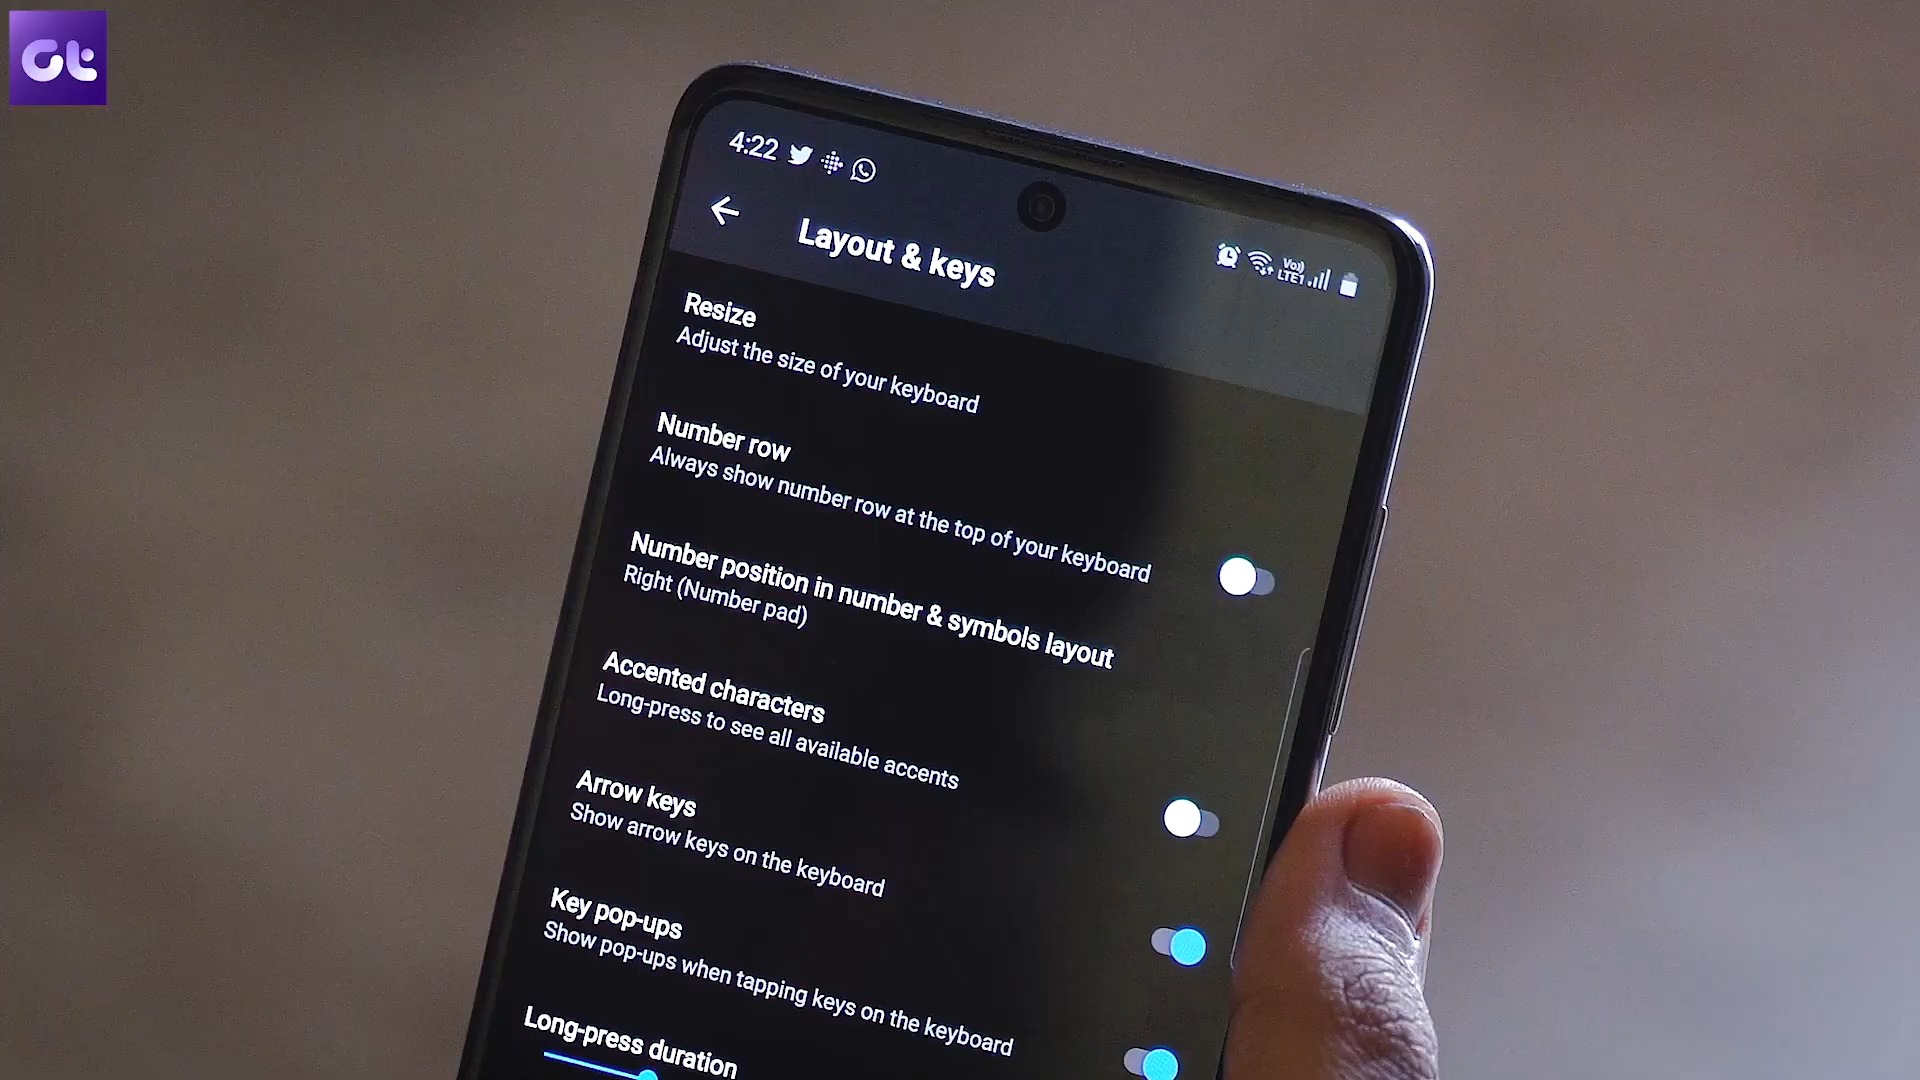 Gt
4:22
Vo))
LTE1
Layout & keys
Resize
Adjust the size of your keyboard
Number row
Always show number row at the top of your keyboard
Number position in number & symbols layout
Right (Number pad)
Accented characters
Long-press to see all available accents
Arrow keys
Show arrow keys on the keyboard
Key pop-ups
Show pop-ups when tapping keys on the keyboard
Long-press duration